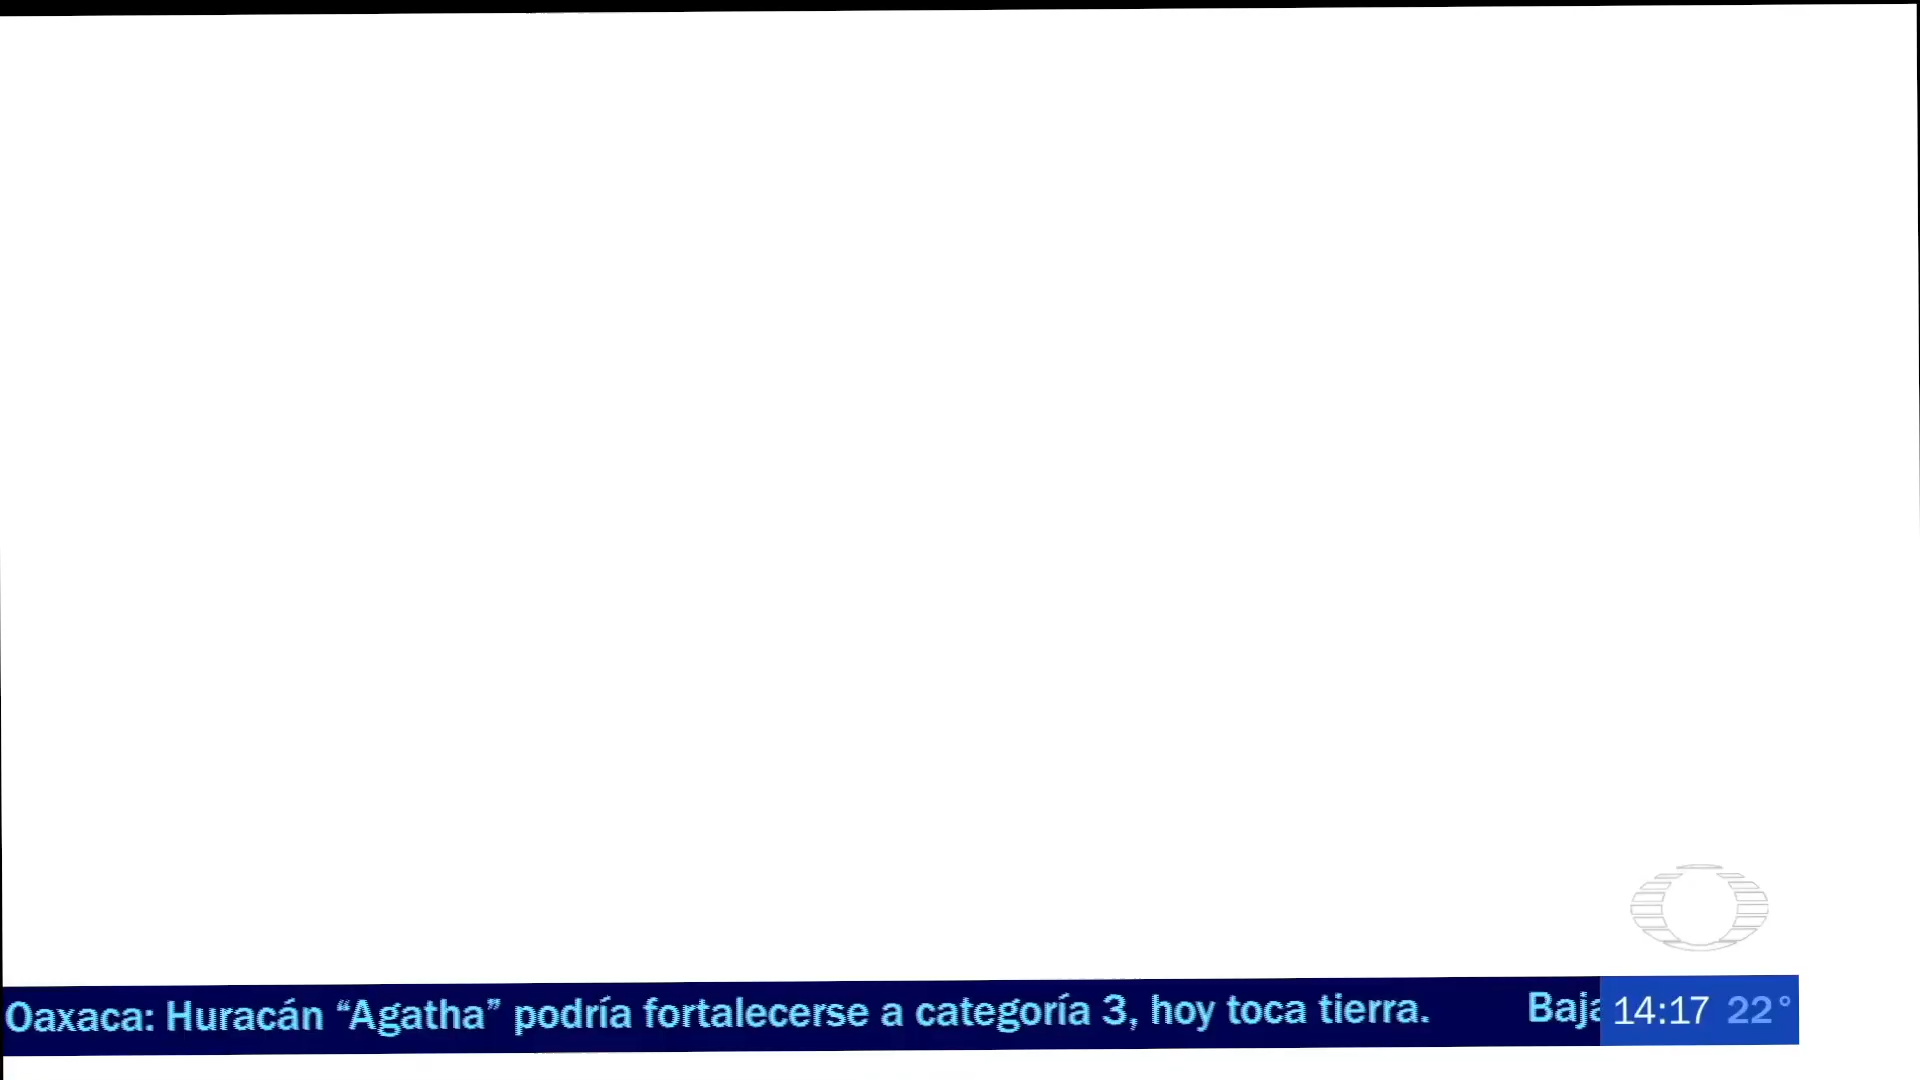 Oaxaca: Huracán “Agatha” podría fortalecerse a categoría 3, hoy toca tierra.
14:17 22°